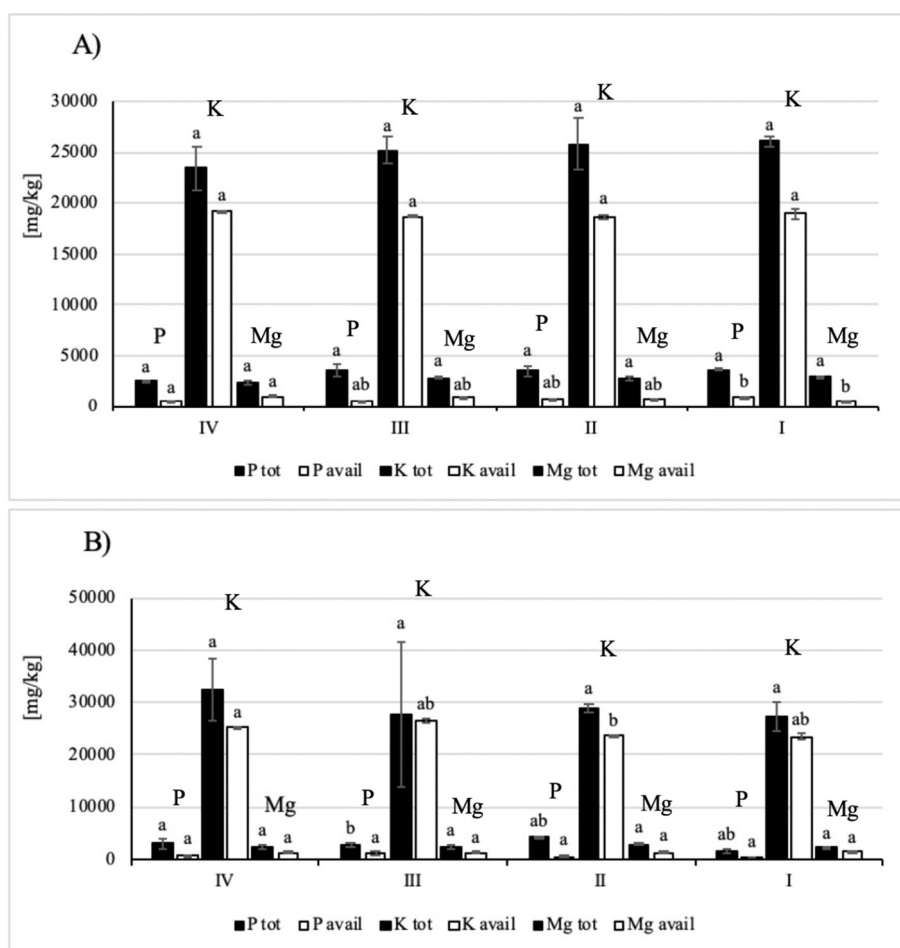 A)
K K K K
30000
a a a a
25000
a a a a
20000
[mg/kg]
15000
10000
P Mg P Mg P Mg P Mg
5000
a a a a a ab a ab a ab a ab a b a b
0
IV III II I
P tot P avail K tot K avail Mg tot Mg avail
B)
K K K K
50000
a a a a
40000
[mg/kg]
30000
a ab b ab
20000
P Mg P Mg P Mg P Mg
10000
a a a a b a a a ab a a a ab a a a
0
IV III II I
P tot P avail K tot K avail Mg tot Mg avail